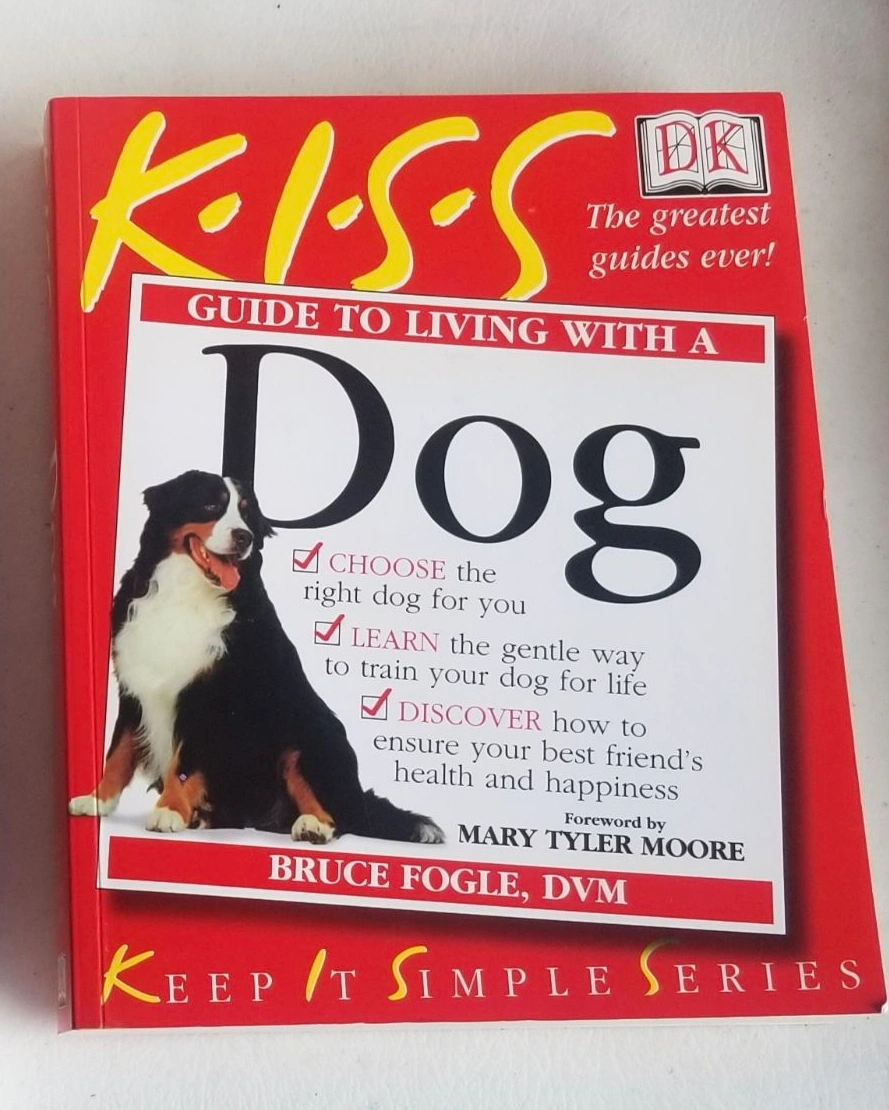 K·I·S·S
DK
The greatest
guides ever!
GUIDE TO LIVING WITH A
Dog
CHOOSE the
right dog for you
LEARN the gentle way
to train your dog for life
DISCOVER how to
ensure your best friend's
health and happiness
Foreword by
MARY TYLER MOORE
BRUCE FOGLE, DVM
KEEP IT SIMPLE SERIES